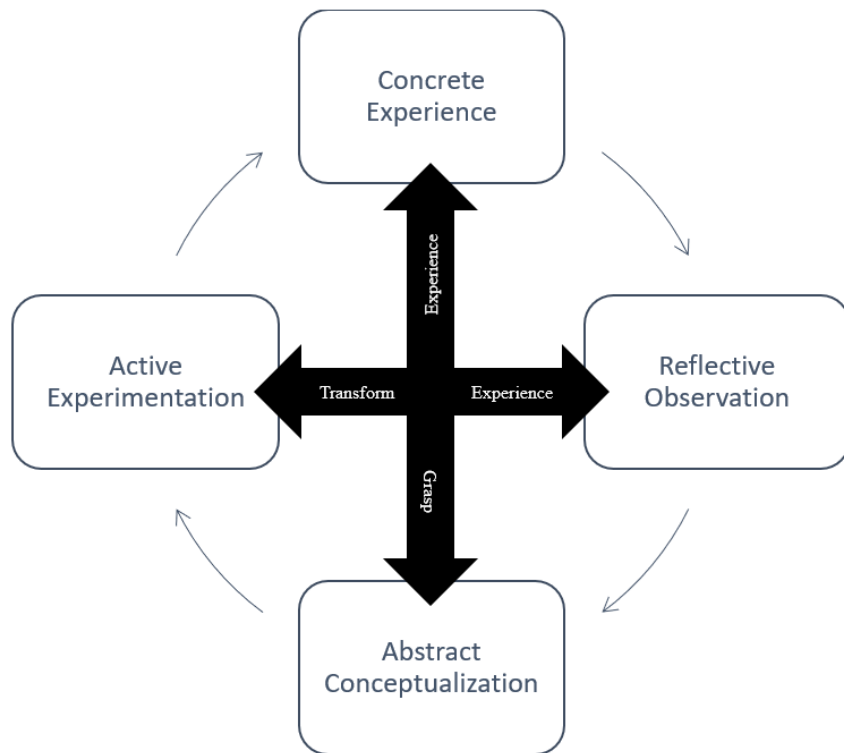 Concrete
Experience
Experience
Active
Experimentation
Transform
Experience
Reflective
Observation
Grasp
Abstract
Conceptualization